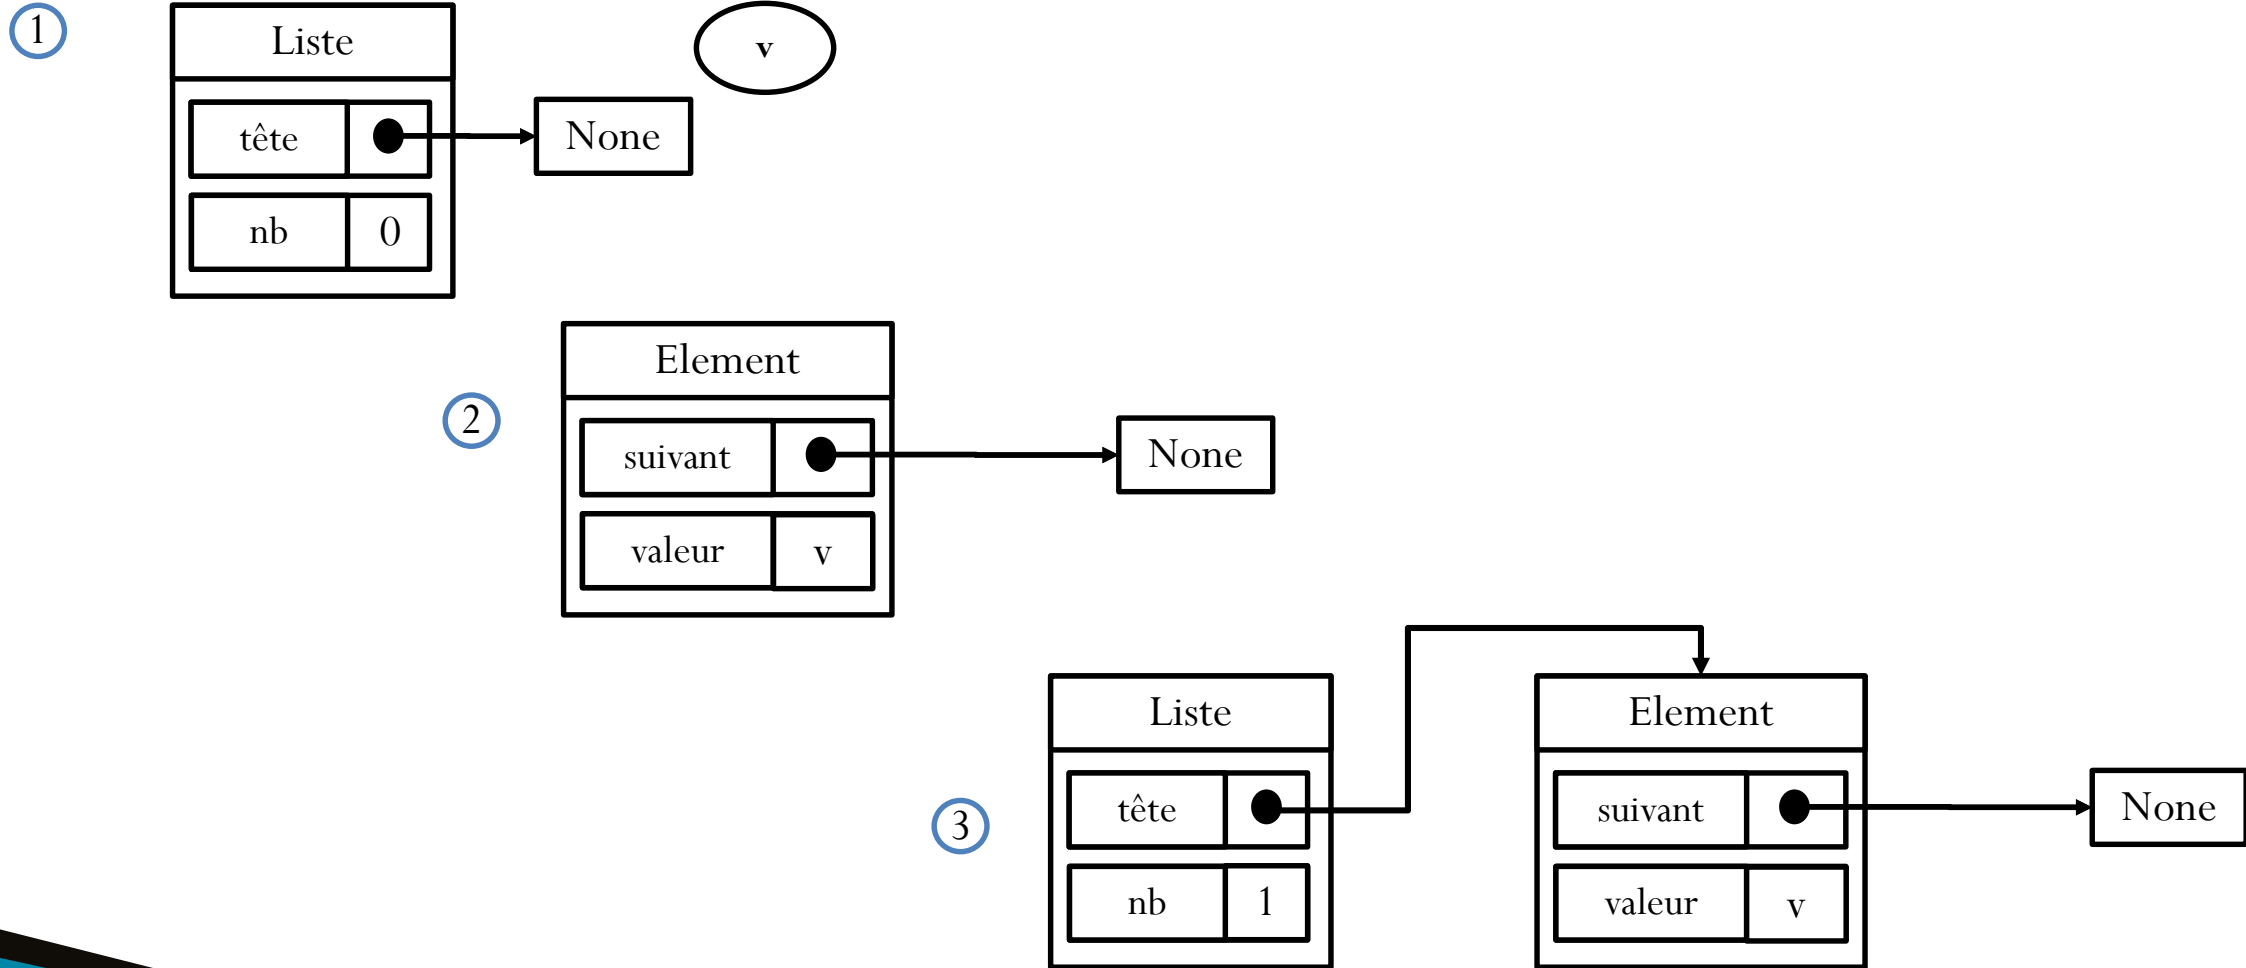 1
Liste
v
tête
None
nb 0
Element
2
suivant
None
valeur v
Liste
Element
3
tête
suivant
None
nb 1
valeur v